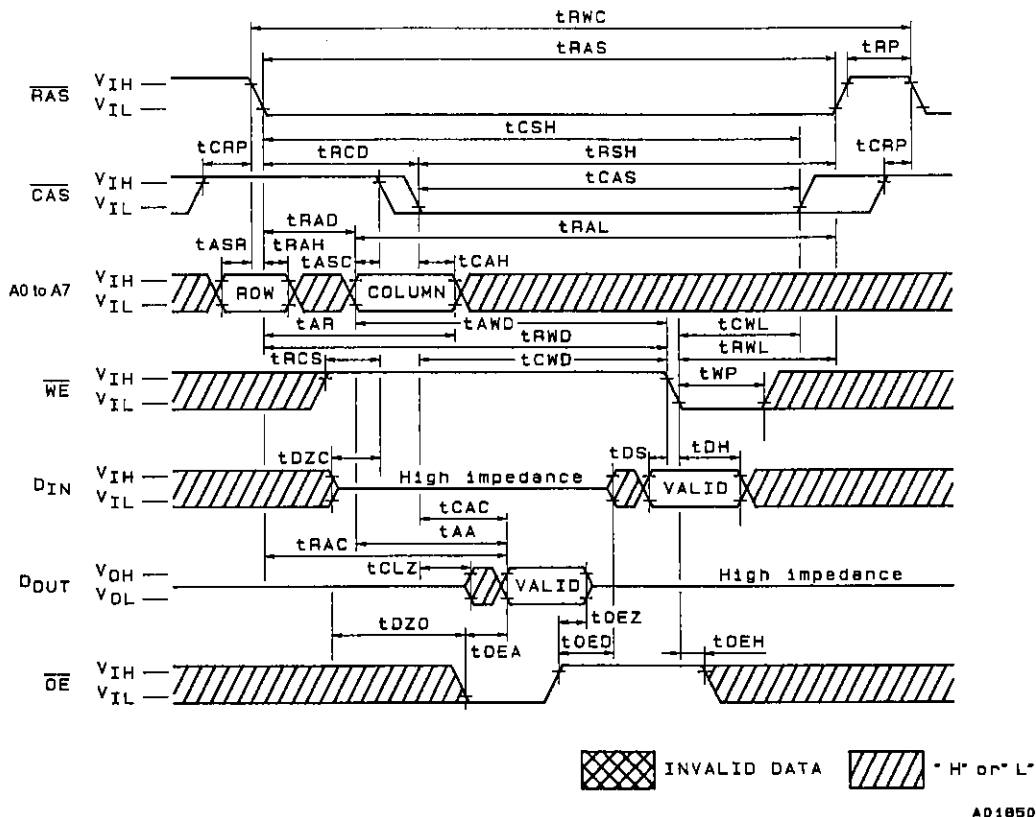 tRWC
tRAS
tRP
RAS
VIH
VIL
tCSH
tCRP
tRCD
tRSH
tCRP
CAS
VIH
VIL
tCAS
tRAD
tRAL
tASR
tRAH
tASC
tCAH
A0 to A7
VIH
VIL
ROW
COLUMN
tAR
tAWD
tCWL
tRWD
tRWL
tRCS
tCWD
tWP
WE
VIH
VIL
tDZC
tDS
tDH
DIN
VIH
VIL
High impedance
VALID
tCAC
tAA
tRAC
tCLZ
DOUT
VOH
VOL
VALID
High impedance
tDZO
tOEA
tOEZ
tOED
tOEH
OE
VIH
VIL
INVALID DATA
"H" or "L"
A01850